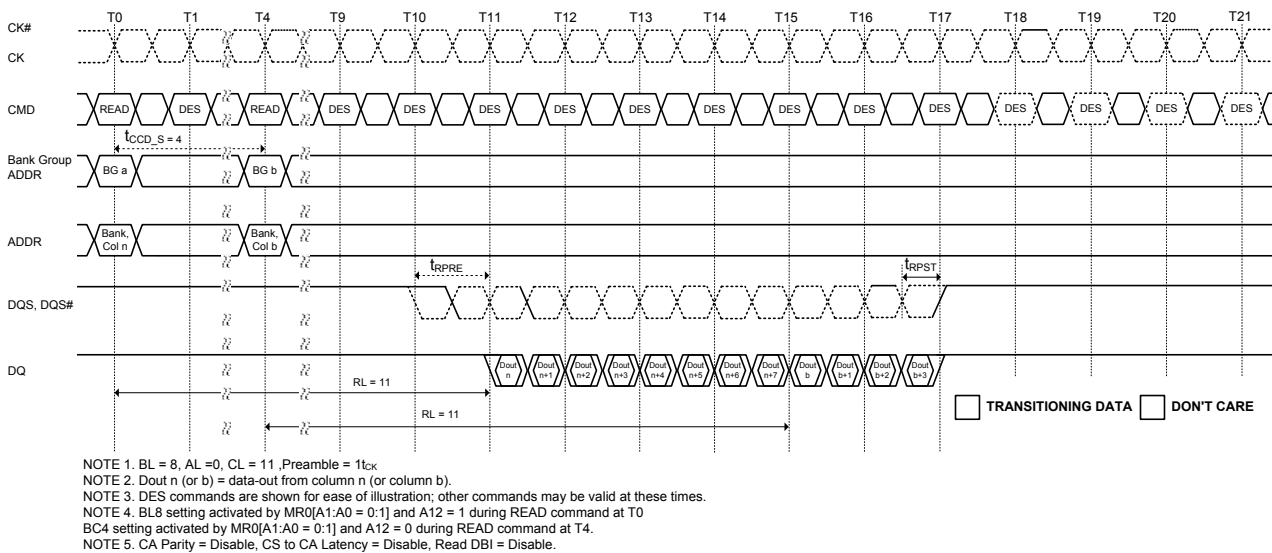 T0 T1 T4 T9 T10 T11 T12 T13 T14 T15 T16 T17 T18 T19 T20 T21
CK#
CK
CMD READ DES READ DES DES DES DES DES DES DES DES DES DES DES DES DES
tCCD_S = 4
Bank Group
ADDR
BG a BG b
ADDR
Bank,
Col n
Bank,
Col b
tRPRE tRPST
DQS, DQS#
DQ
Dout
n
Dout
n+1
Dout
n+2
Dout
n+3
Dout
n+4
Dout
n+5
Dout
n+6
Dout
n+7
Dout
b
Dout
b+1
Dout
b+2
Dout
b+3
RL = 11
RL = 11
TRANSITIONING DATA DON'T CARE
NOTE 1. BL = 8, AL =0, CL = 11 ,Preamble = 1tCK
NOTE 2. Dout n (or b) = data-out from column n (or column b).
NOTE 3. DES commands are shown for ease of illustration; other commands may be valid at these times.
NOTE 4. BL8 setting activated by MR0[A1:A0 = 0:1] and A12 = 1 during READ command at T0
BC4 setting activated by MR0[A1:A0 = 0:1] and A12 = 0 during READ command at T4.
NOTE 5. CA Parity = Disable, CS to CA Latency = Disable, Read DBI = Disable.